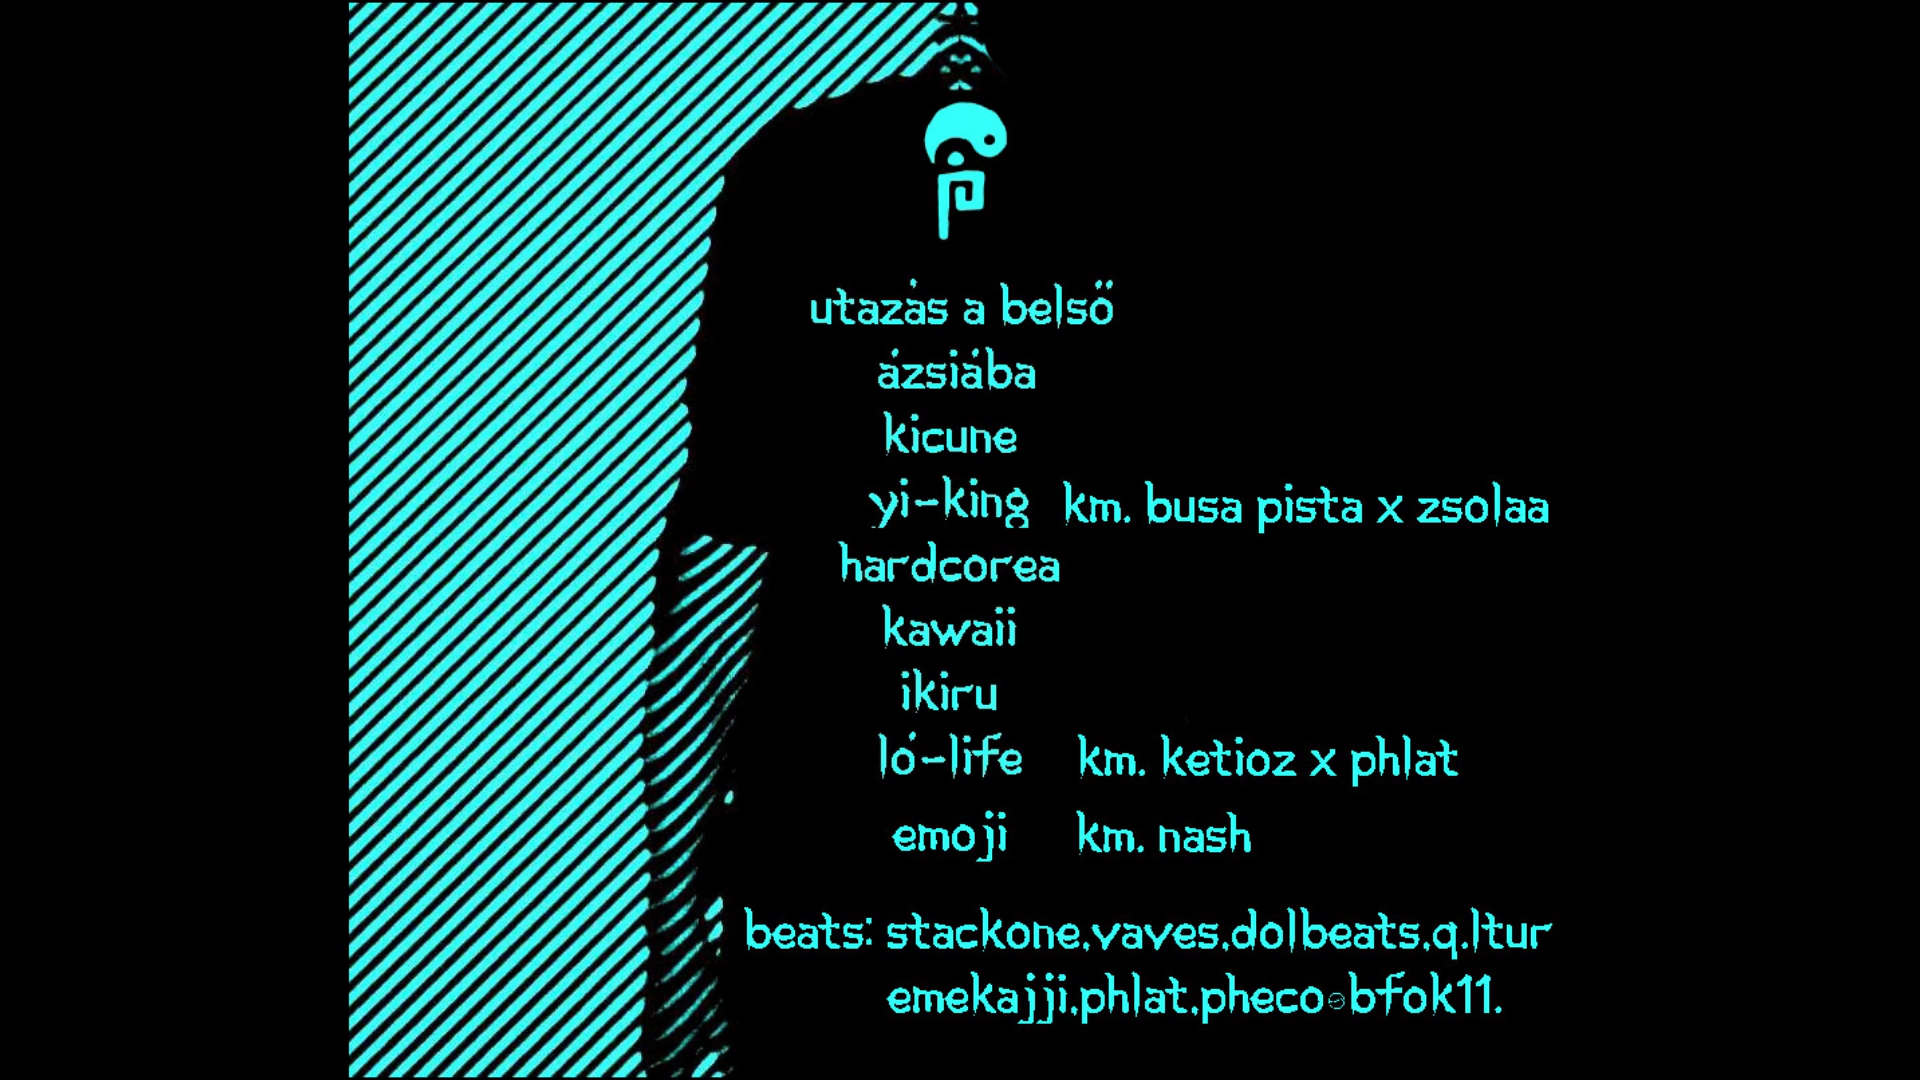 utazás a belső
ázsiába
kicune
yi-king km. busa pista x zsolaa
hardcorea
kawaii
ikiru
ló-life km. ketioz x phlat
emoji km. nash
beats: stackone,vaves,dolbeats,q.ltur
emekajji,phlat,pheco⊝bfok11.